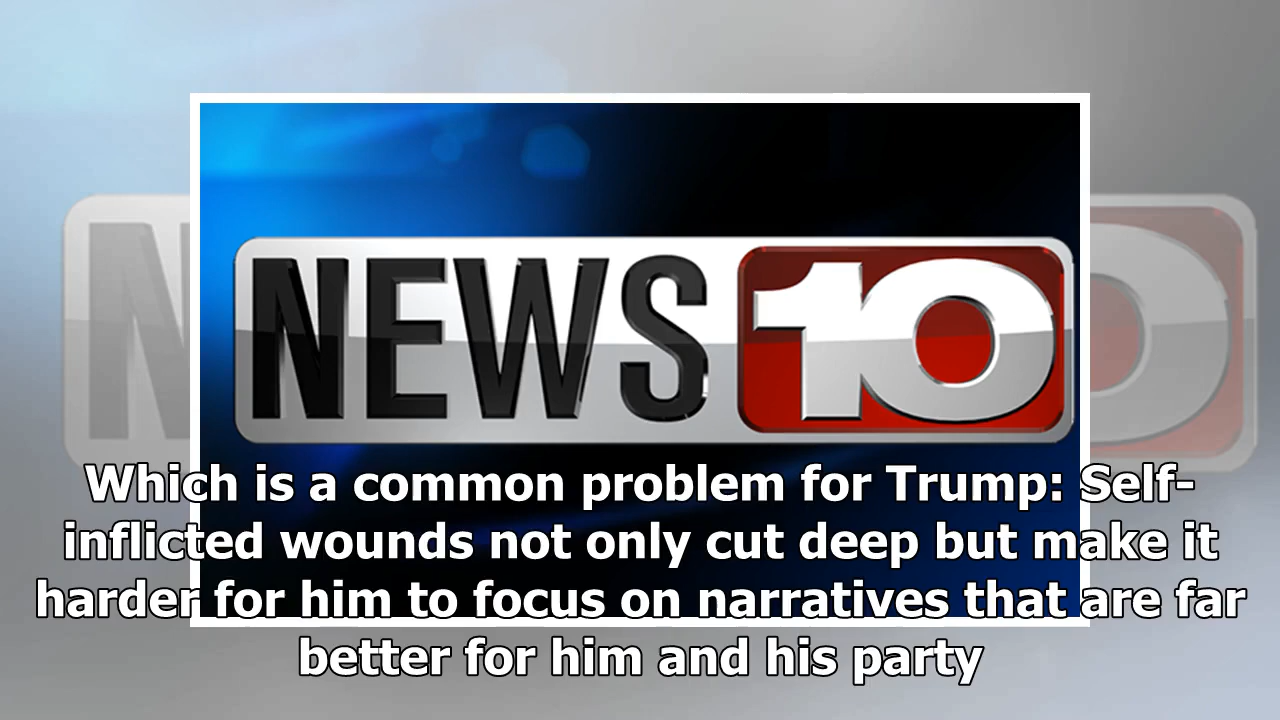 NEWS 10
Which is a common problem for Trump: Self-
inflicted wounds not only cut deep but make it
harder for him to focus on narratives that are far
better for him and his party